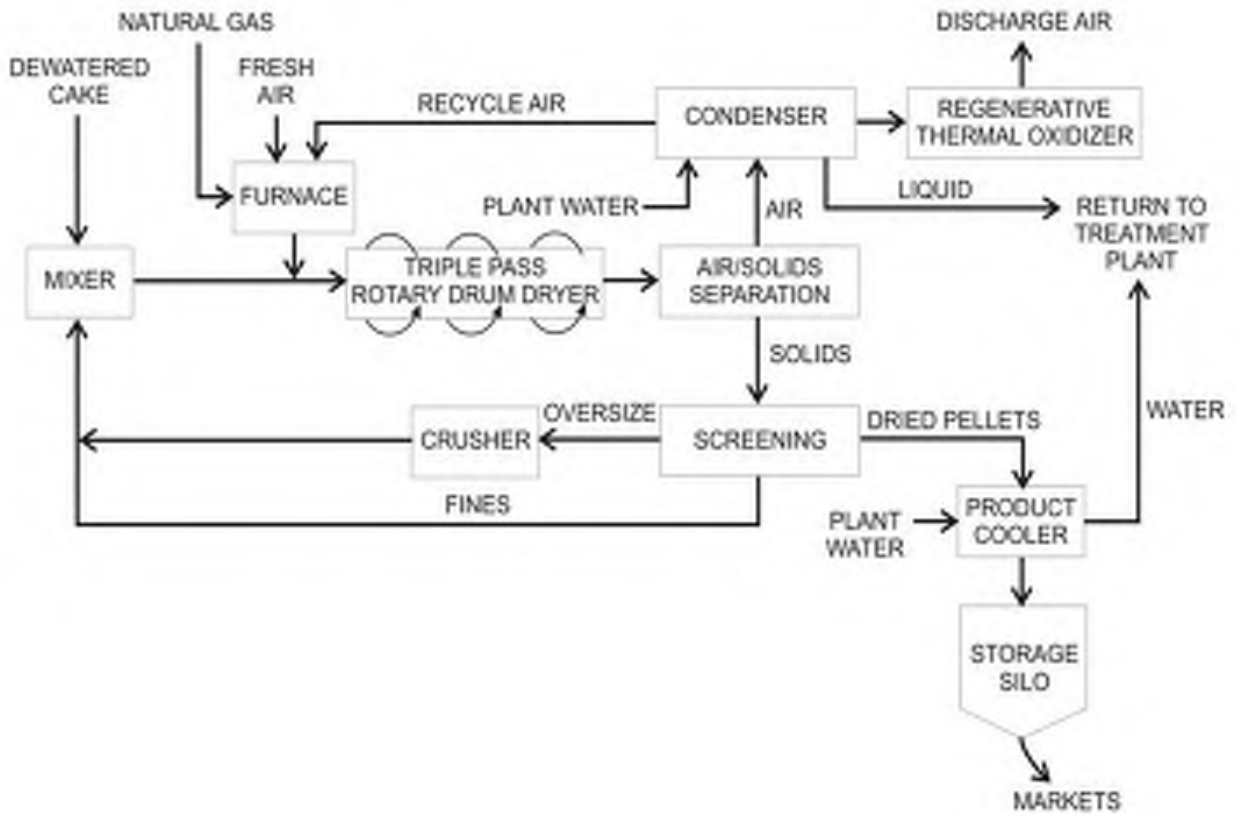 NATURAL GAS
DISCHARGE AIR
DEWATERED
CAKE
FRESH
AIR
RECYCLE AIR
CONDENSER
REGENERATIVE
THERMAL OXIDIZER
FURNACE
PLANT WATER
AIR
LIQUID
RETURN TO
TREATMENT
PLANT
MIXER
TRIPLE PASS
ROTARY DRUM DRYER
AIR/SOLIDS
SEPARATION
SOLIDS
OVERSIZE
DRIED PELLETS
WATER
CRUSHER
SCREENING
FINES
PLANT
WATER
PRODUCT
COOLER
STORAGE
SILO
MARKETS